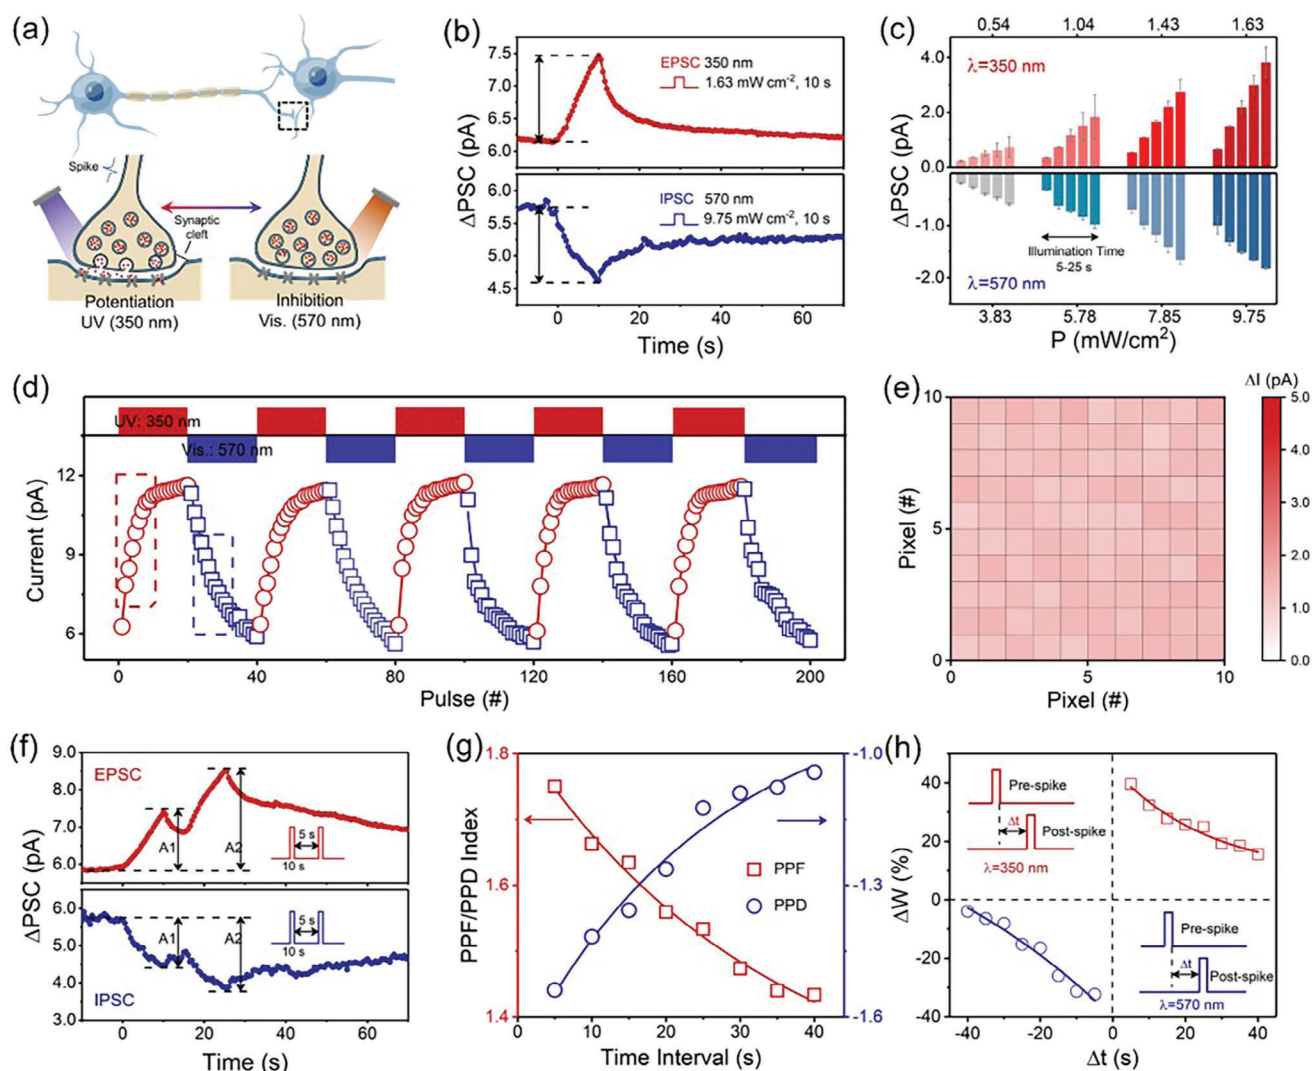 (a)
Spike
Synaptic
cleft
Potentiation
UV (350 nm)
Inhibition
Vis. (570 nm)
(b)
7.5
7.0
6.5
6.0
EPSC 350 nm
1.63 mW cm⁻², 10 s
6.0
5.5
5.0
4.5
IPSC 570 nm
9.75 mW cm⁻², 10 s
ΔPSC (pA)
0 20 40 60
Time (s)
(c)
0.54 1.04 1.43 1.63
4.0
2.0
0.0
-1.0
-2.0
λ=350 nm
Illumination Time
5-25 s
λ=570 nm
ΔPSC (pA)
3.83 5.78 7.85 9.75
P (mW/cm²)
(d)
UV: 350 nm
Vis.: 570 nm
12
9
6
Current (pA)
0 40 80 120 160 200
Pulse (#)
(e)
10
5
0
Pixel (#)
0 5 10
Pixel (#)
ΔI (pA)
5.0
4.0
3.0
2.0
1.0
0.0
(f)
9.0
8.0
7.0
6.0
EPSC
A1 A2
5 s
10 s
6.0
5.0
4.0
3.0
A1 A2
5 s
10 s
IPSC
ΔPSC (pA)
0 20 40 60
Time (s)
(g)
1.8
1.6
1.4
PPF/PPD Index
-1.0
-1.3
-1.6
PPF
PPD
10 20 30 40
Time Interval (s)
(h)
40
20
0
-20
-40
ΔW (%)
Pre-spike
Δt
Post-spike
λ=350 nm
Pre-spike
Δt
Post-spike
λ=570 nm
-40 -20 0 20 40
Δt (s)